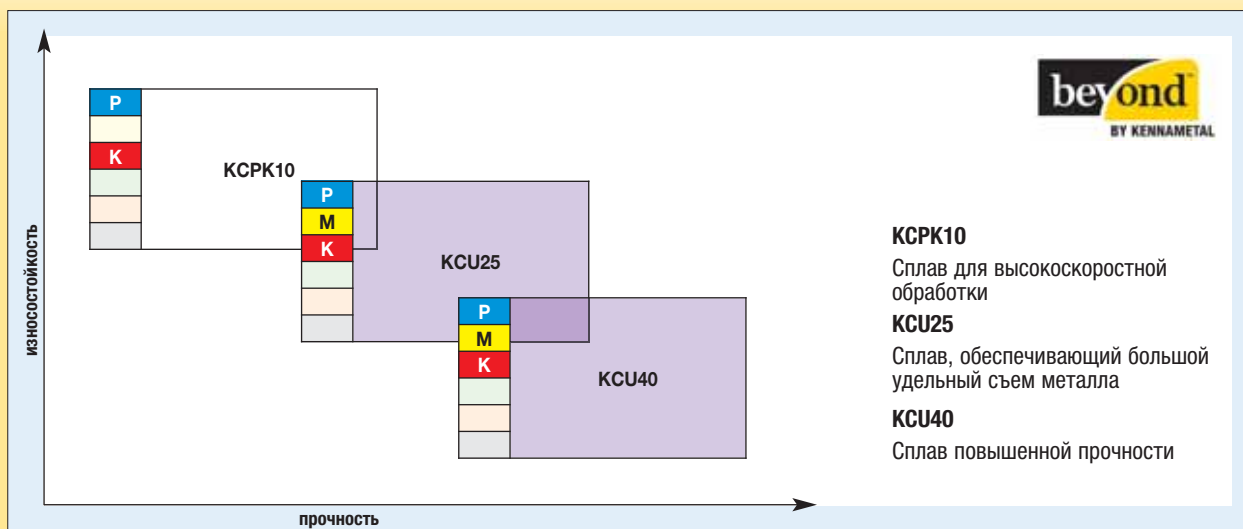 beyond™
BY KENNAMETAL
P
K
KCPK10
P
M
K
KCU25
P
M
K
KCU40
износостойкость
прочность
KCPK10
Сплав для высокоскоростной
обработки
KCU25
Сплав, обеспечивающий большой
удельный съем металла
KCU40
Сплав повышенной прочности